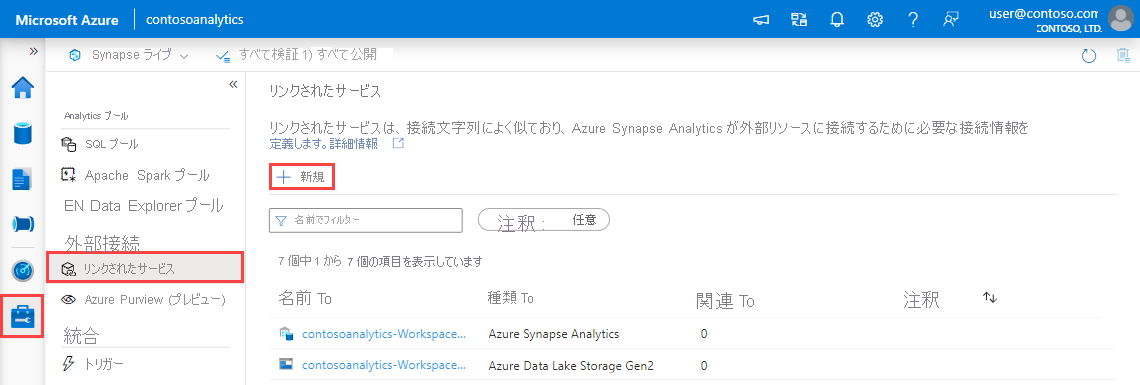 Microsoft Azure
contosoanalytics
user@contoso.com
CONTOSO, LTD.
Synapse ライブ
すべて検証 1) すべて公開
Analytics プール
SQL プール
Apache Spark プール
EN Data Explorerプール
外部接続
リンクされたサービス
Azure Purview (プレビュー)
統合
トリガー
リンクされたサービス
リンクされたサービスは、接続文字列によく似ており、Azure Synapse Analytics が外部リソースに接続するために必要な接続情報を
定義します。詳細情報
新規
名前でフィルター
注釈 : 任意
7 個中 1 から 7 個の項目を表示しています
名前 To 種類 To 関連 To 注釈
contosoanalytics-Workspace... Azure Synapse Analytics 0
contosoanalytics-Workspace... Azure Data Lake Storage Gen2 0